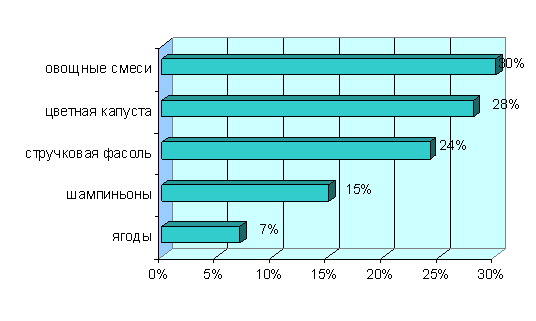 овощные смеси 30%
цветная капуста 28%
стручковая фасоль 24%
шампиньоны 15%
ягоды 7%
0% 5% 10% 15% 20% 25% 30%